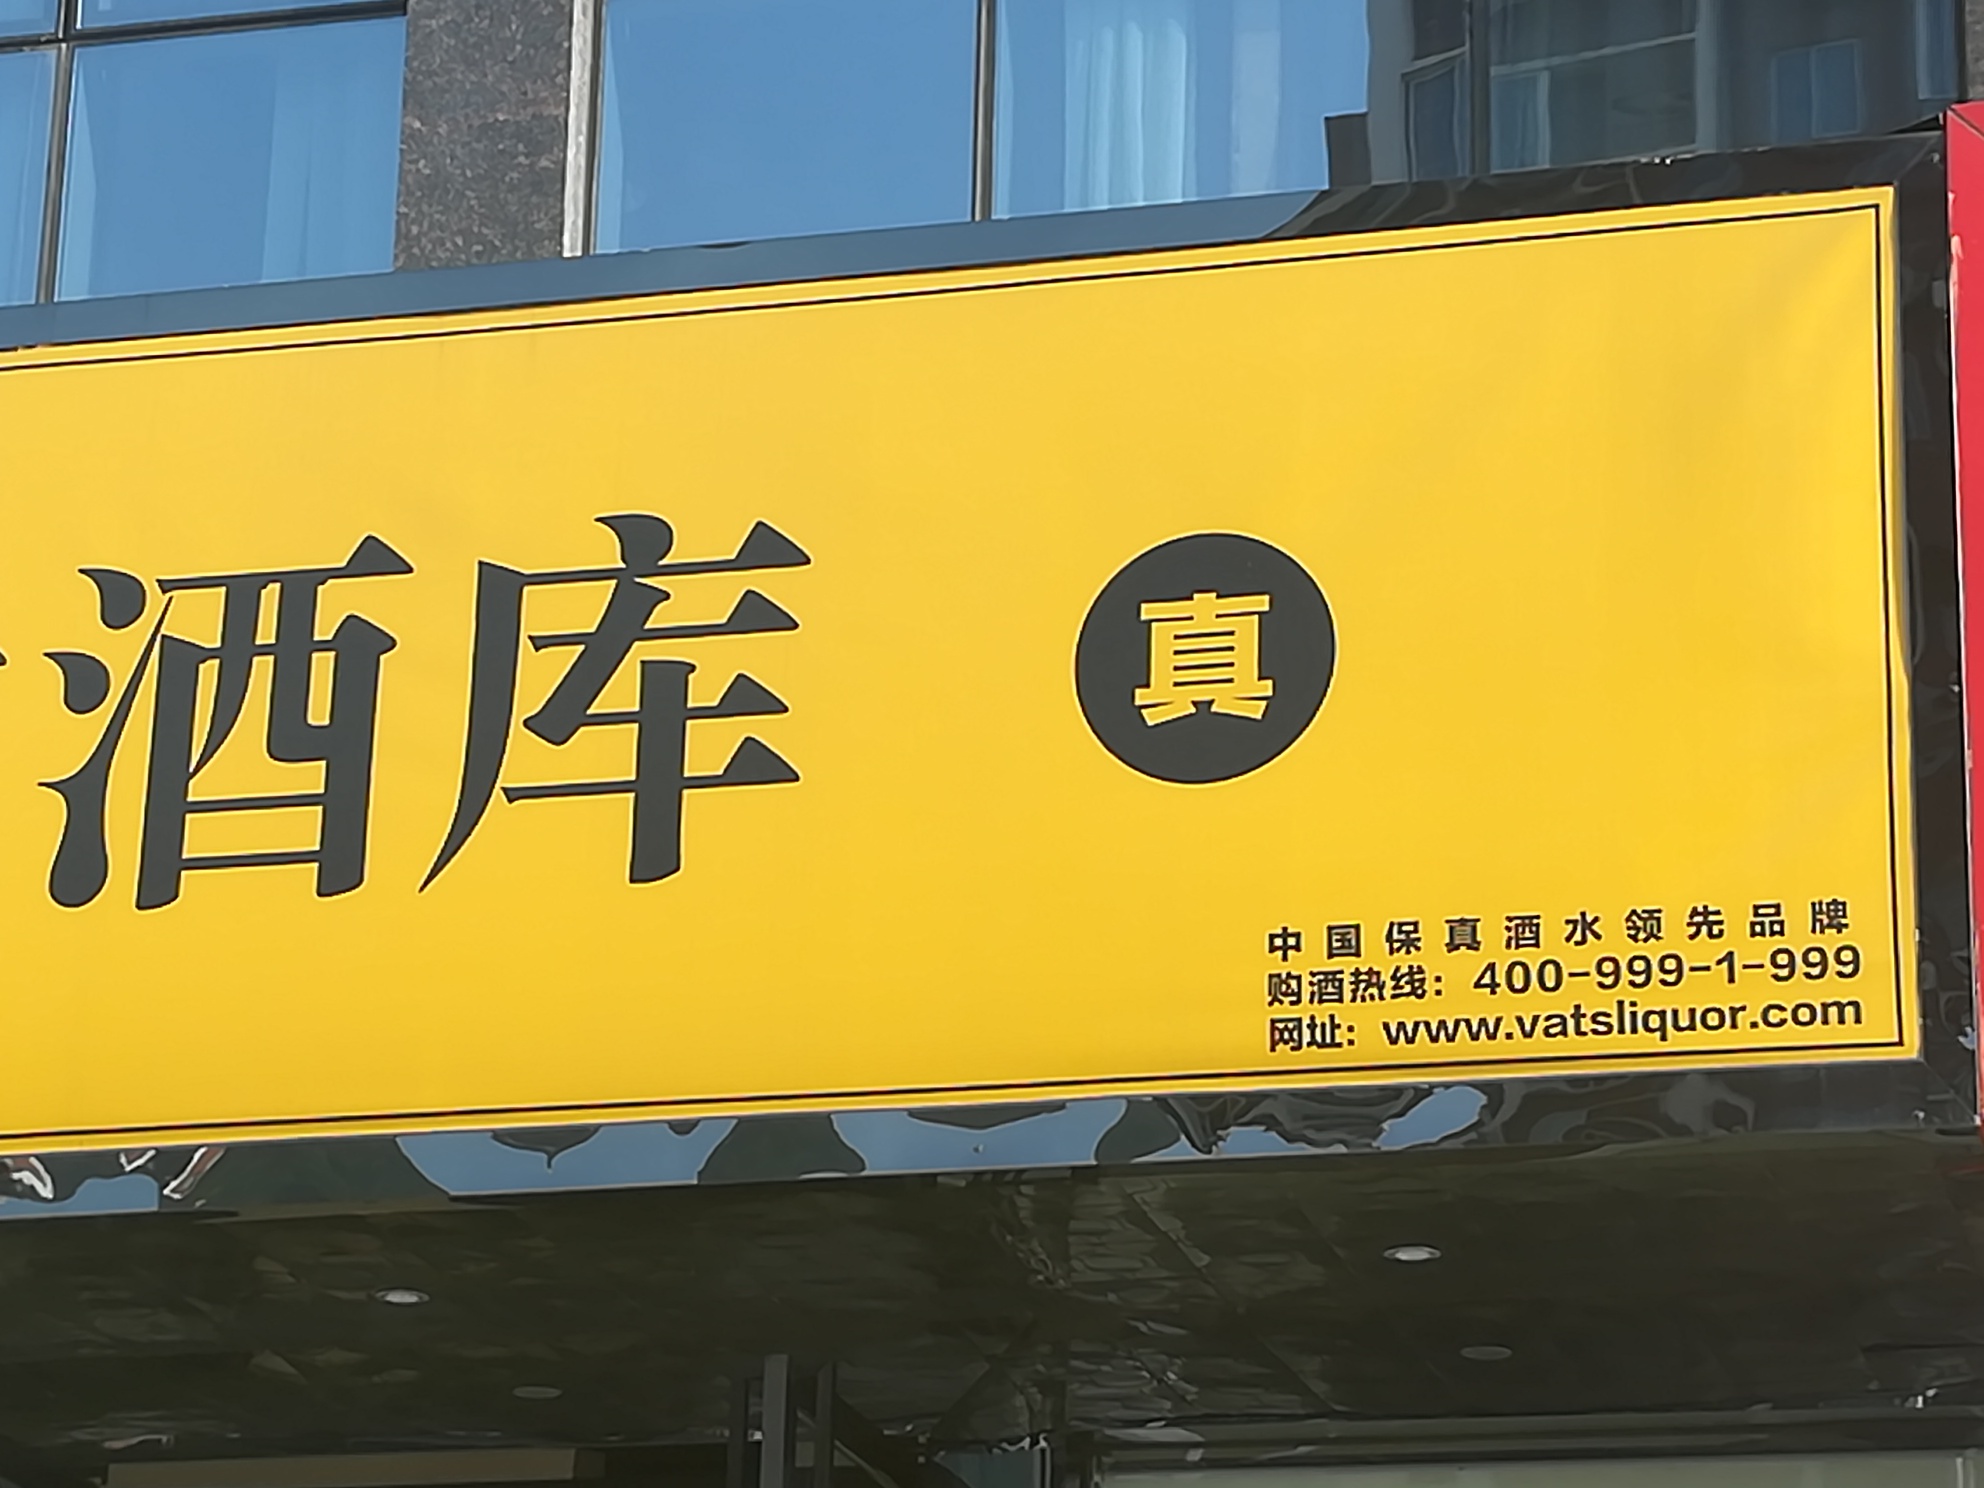 酒库
真
中国保真酒水领先品牌
购酒热线：400-999-1-999
网址：www.vatsliquor.com